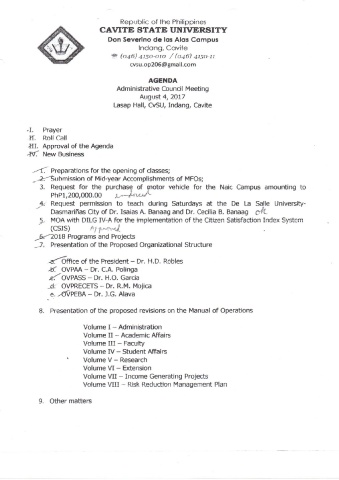 Republic of the Philippines
CAVITE STATE UNIVERSITY
Don Severino de las Alas Campus
Indang, Cavite
☎ (046) 4150-010 / (046) 4150-11
cvsu.op206@gmail.com
AGENDA
Administrative Council Meeting
August 4, 2017
Lasap Hall, CvSU, Indang, Cavite
I. Prayer
II. Roll Call
III. Approval of the Agenda
IV. New Business
1. Preparations for the opening of classes;
2. Submission of Mid-year Accomplishments of MFOs;
3. Request for the purchase of motor vehicle for the Naic Campus amounting to
PhP1,200,000.00
4. Request permission to teach during Saturdays at the De La Salle University-
Dasmariñas City of Dr. Isaias A. Banaag and Dr. Cecilia B. Banaag ok
5. MOA with DILG IV-A for implementation of the Citizen Satisfaction Index System
(CSIS) Approved
6. 2018 Programs and Projects
7. Presentation of the Proposed Organizational Structure
a. Office of the President – Dr. H.D. Robles
b. OVPAA – Dr. C.A. Polinga
c. OVPASS – Dr. H.O. Garcia
d. OVPRECETS – Dr. R.M. Mojica
e. OVPEBA – Dr. J.G. Alava
8. Presentation of the proposed revisions on the Manual of Operations
Volume I – Administration
Volume II – Academic Affairs
Volume III – Faculty
Volume IV – Student Affairs
Volume V – Research
Volume VI – Extension
Volume VII – Income Generating Projects
Volume VIII – Risk Reduction Management Plan
9. Other matters